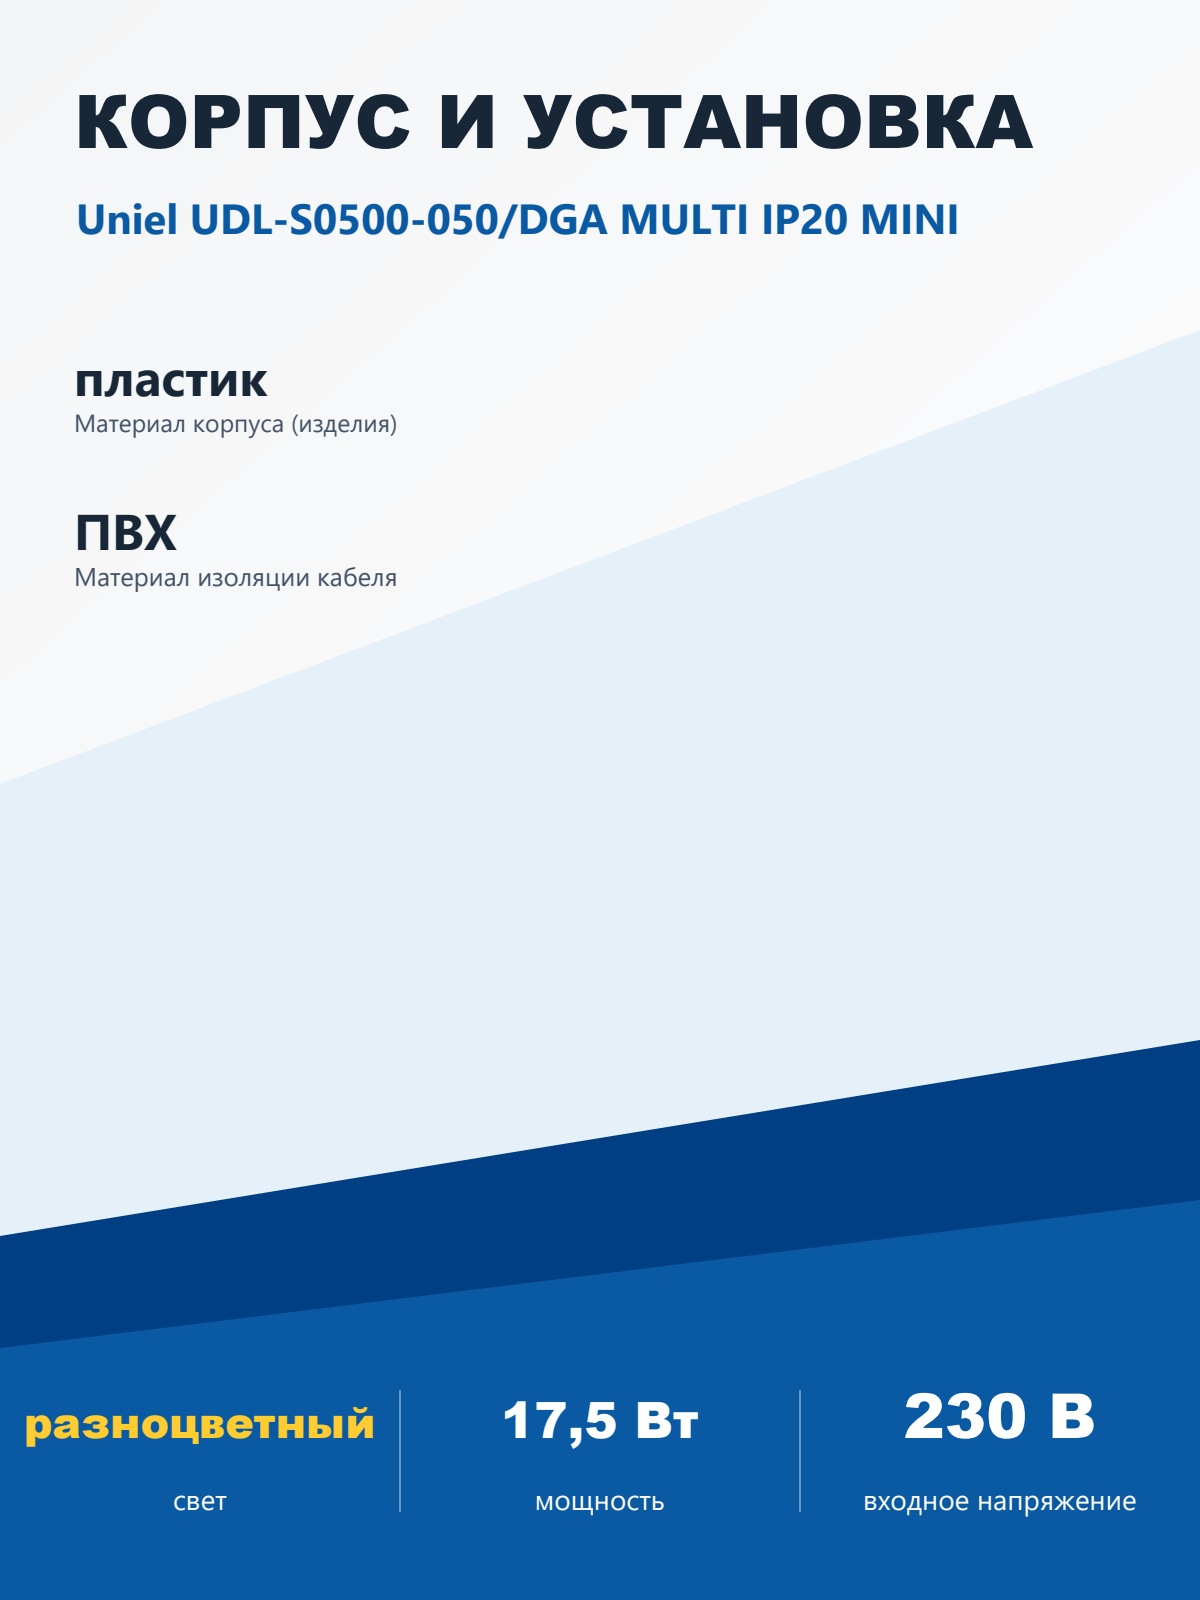 КОРПУС И УСТАНОВКА
Uniel UDL-S0500-050/DGA MULTI IP20 MINI
пластик
Материал корпуса (изделия)
ПВХ
Материал изоляции кабеля
разноцветный
свет
17,5 Вт
мощность
230 В
входное напряжение